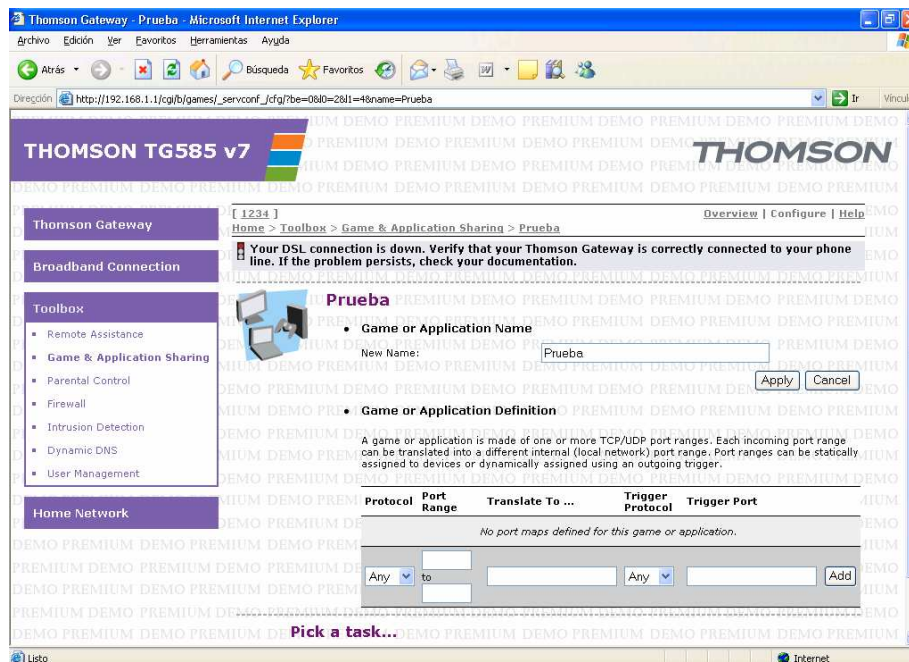 Thomson Gateway - Prueba - Microsoft Internet Explorer
Archivo Edición Ver Favoritos Herramientas Ayuda
Atrás Búsqueda Favoritos
Dirección http://192.168.1.1/cgi/b/games/_servconf_/cfg/?be=0&l0=2&l1=4&name=Prueba Ir Víncul
THOMSON TG585 v7
THOMSON
Thomson Gateway
Broadband Connection
Toolbox
Remote Assistance
Game & Application Sharing
Parental Control
Firewall
Intrusion Detection
Dynamic DNS
User Management
Home Network
[ 1234 ] Overview | Configure | Help
Home > Toolbox > Game & Application Sharing > Prueba
Your DSL connection is down. Verify that your Thomson Gateway is correctly connected to your phone
line. If the problem persists, check your documentation.
Prueba
Game or Application Name
New Name: Prueba
Apply Cancel
Game or Application Definition
A game or application is made of one or more TCP/UDP port ranges. Each incoming port range
can be translated into a different internal (local network) port range. Port ranges can be statically
assigned to devices or dynamically assigned using an outgoing trigger.
Protocol Port Range Translate To ... Trigger Protocol Trigger Port
No port maps defined for this game or application.
Any to Any Add
Pick a task...
Listo Internet
DEMO PREMIUM DEMO PREMIUM DEMO PREMIUM